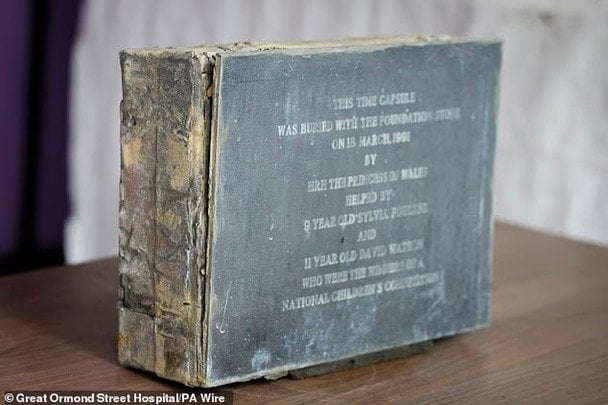 THIS TIME CAPSULE
WAS BURIED WITH THE FOUNDATION STONE
ON 18 MARCH, 1991
BY
HRH THE PRINCESS OF WALES
HELPED BY:
9 YEAR OLD SYLVIA FOULKES
AND
11 YEAR OLD DAVID WATSON
WHO WERE THE WINNERS OF A
NATIONAL CHILDREN'S COMPETITION
© Great Ormond Street Hospital/PA Wire